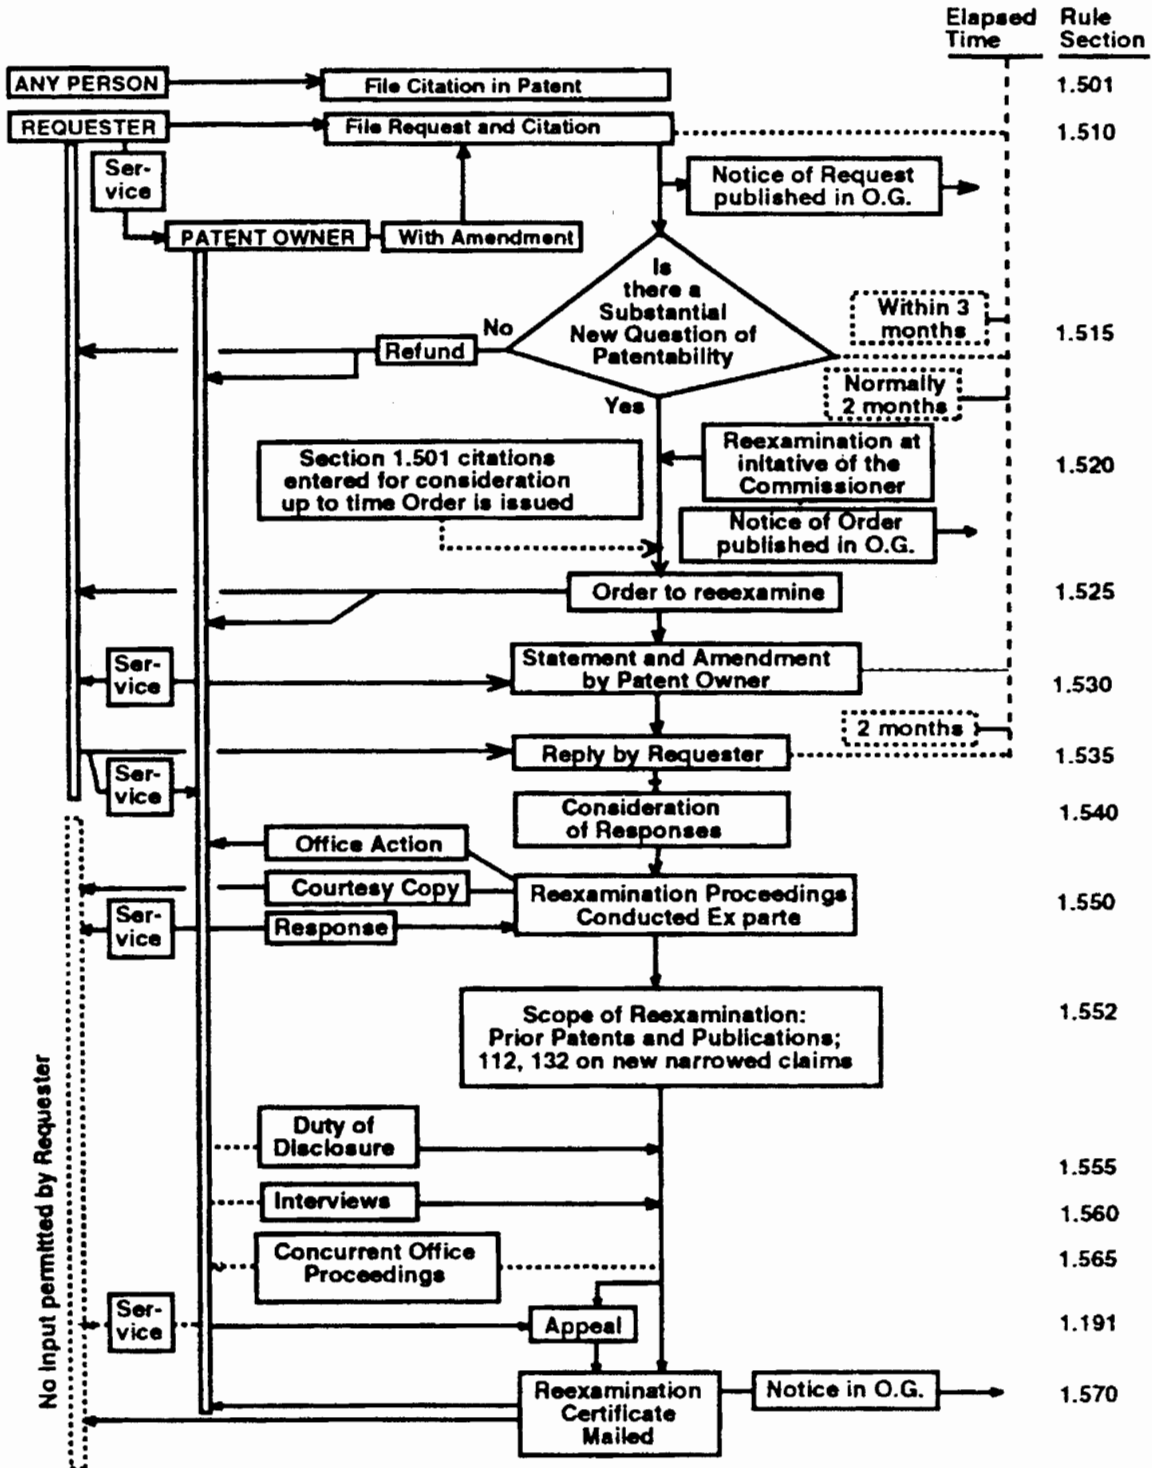 Elapsed Time
Rule Section
ANY PERSON
File Citation in Patent
1.501
REQUESTER
File Request and Citation
1.510
Ser-
vice
Notice of Request
published in O.G.
PATENT OWNER
With Amendment
Is
there a
Substantial
New Question of
Patentability
Within 3
months
1.515
No
Refund
Normally
2 months
Yes
Section 1.501 citations
entered for consideration
up to time Order is issued
Reexamination at
initative of the
Commissioner
1.520
Notice of Order
published in O.G.
Order to reeexamine
1.525
Ser-
vice
Statement and Amendment
by Patent Owner
1.530
2 months
Reply by Requester
1.535
Ser-
vice
Consideration
of Responses
1.540
Office Action
Courtesy Copy
Reexamination Proceedings
Conducted Ex parte
1.550
Ser-
vice
Response
Scope of Reexamination:
Prior Patents and Publications;
112, 132 on new narrowed claims
1.552
No input permitted by Requester
Duty of
Disclosure
1.555
Interviews
1.560
Concurrent Office
Proceedings
1.565
Ser-
vice
Appeal
1.191
Reexamination
Certificate
Mailed
Notice in O.G.
1.570